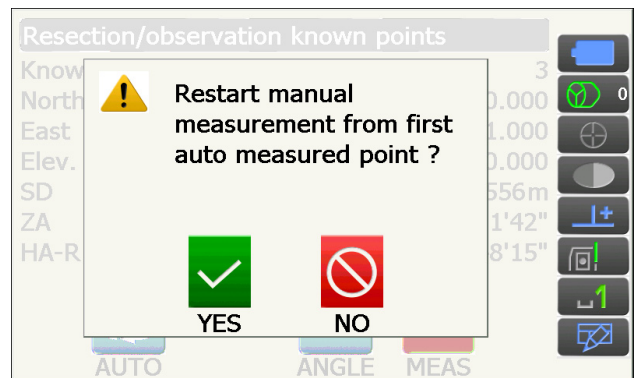 Resection/observation known points
Know 3
North 0.000
East 1.000
Elev. 0.000
SD 556m
ZA 1'42"
HA-R 8'15"
Restart manual
measurement from first
auto measured point ?
YES NO
AUTO ANGLE MEAS
0
1